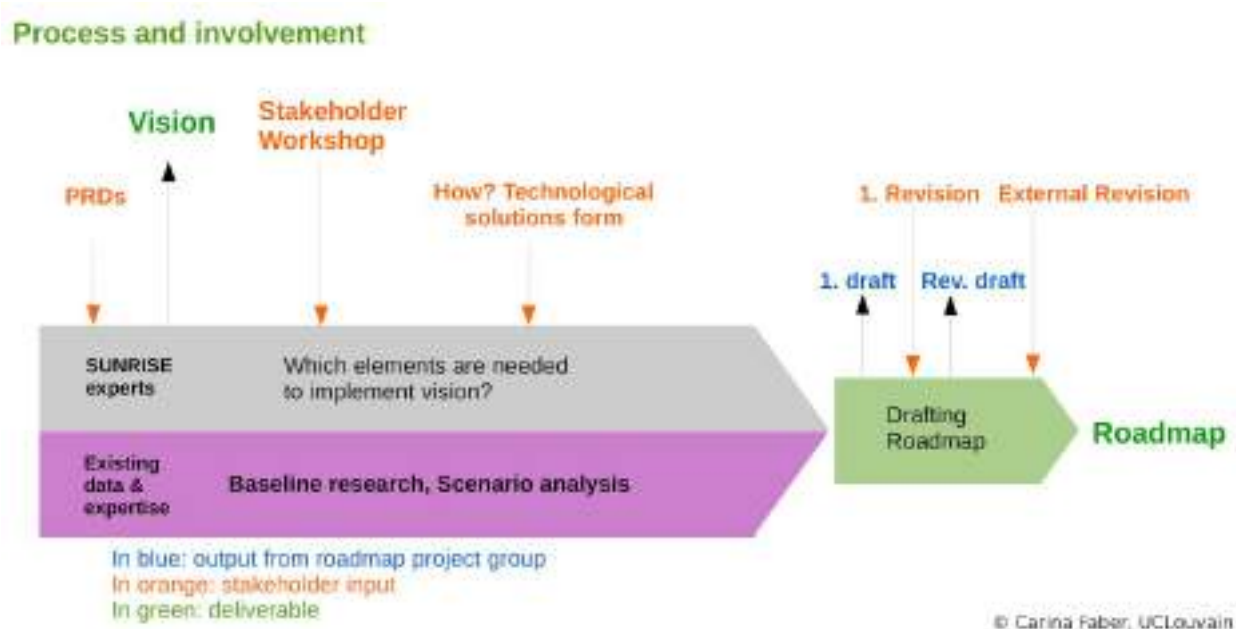 Process and involvement
Vision
Stakeholder
Workshop
PRDs
How? Technological
solutions form
1. Revision
External Revision
1. draft
Rev. draft
SUNRISE
experts
Which elements are needed
to implement vision?
Existing
data &
expertise
Baseline research, Scenario analysis
Drafting
Roadmap
Roadmap
In blue: output from roadmap project group
In orange: stakeholder input
In green: deliverable
© Carina Faber, UCLouvain